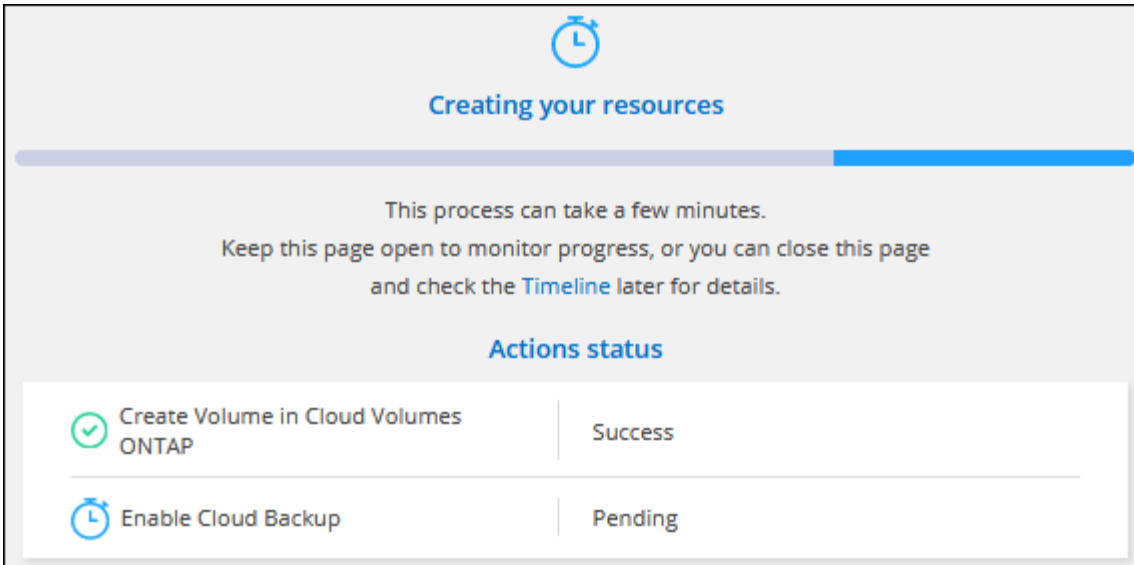 Creating your resources
This process can take a few minutes.
Keep this page open to monitor progress, or you can close this page
and check the Timeline later for details.
Actions status
Create Volume in Cloud Volumes
ONTAP
Success
Enable Cloud Backup
Pending